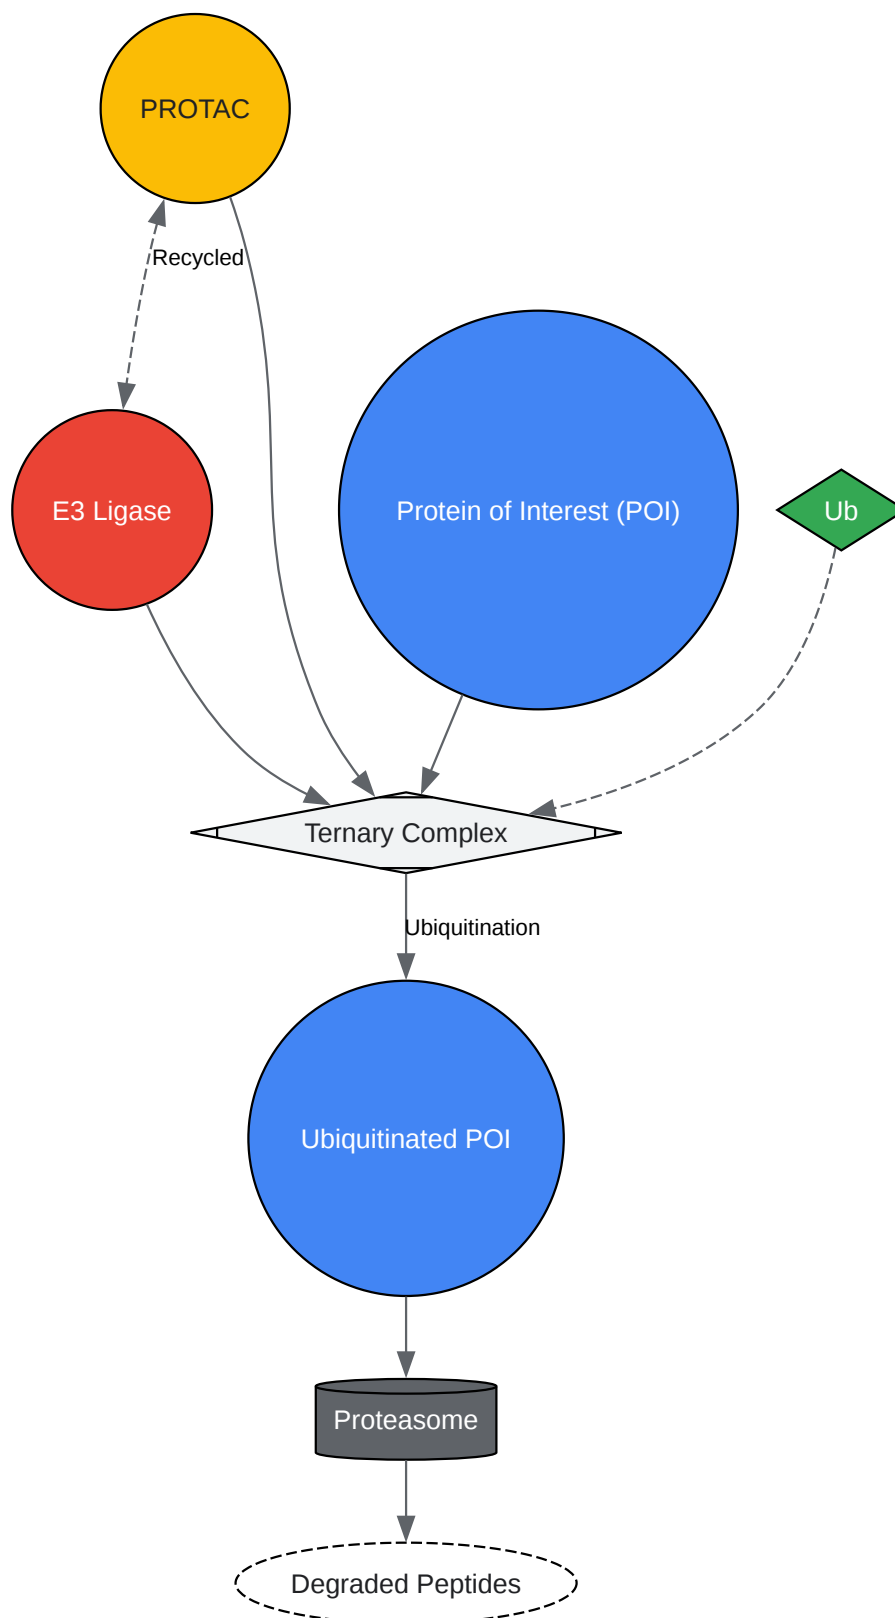 PROTAC
Recycled
E3 Ligase
Protein of Interest (POI)
Ub
Ternary Complex
Ubiquitination
Ubiquitinated POI
Proteasome
Degraded Peptides